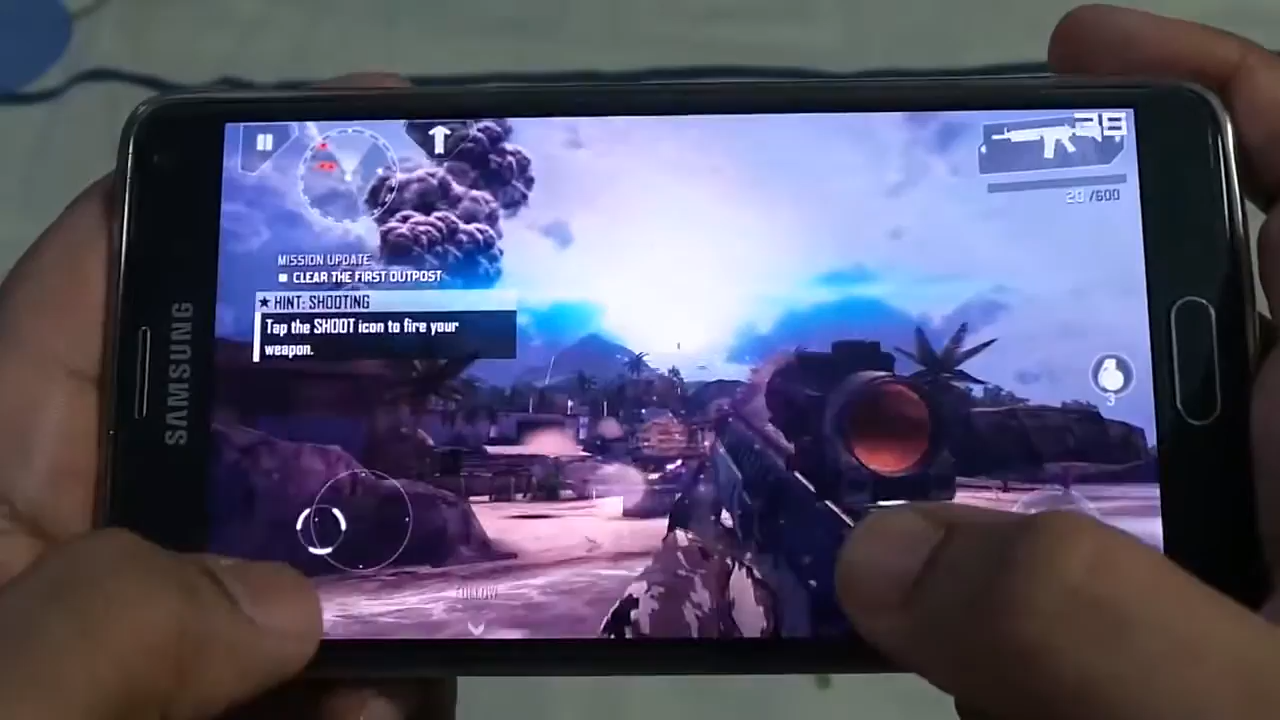 SAMSUNG
28
20 /600
MISSION UPDATE
CLEAR THE FIRST OUTPOST
HINT: SHOOTING
Tap the SHOOT icon to fire your
weapon.
3
FOLLOW